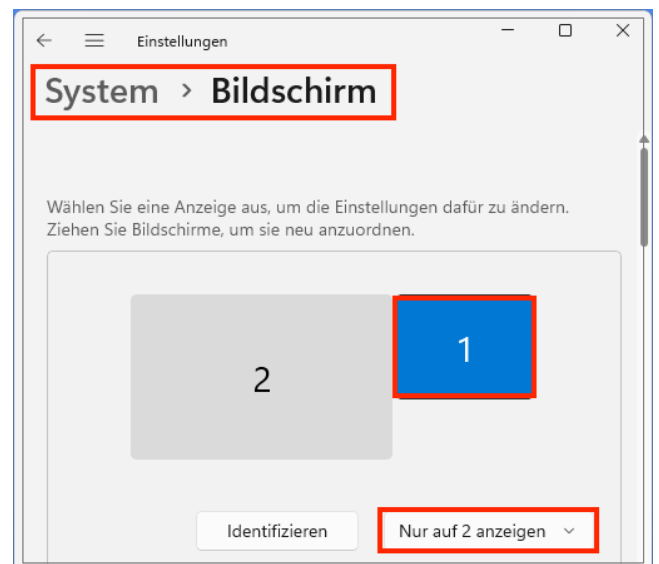 Einstellungen
System > Bildschirm
Wählen Sie eine Anzeige aus, um die Einstellungen dafür zu ändern.
Ziehen Sie Bildschirme, um sie neu anzuordnen.
1
2
Identifizieren
Nur auf 2 anzeigen